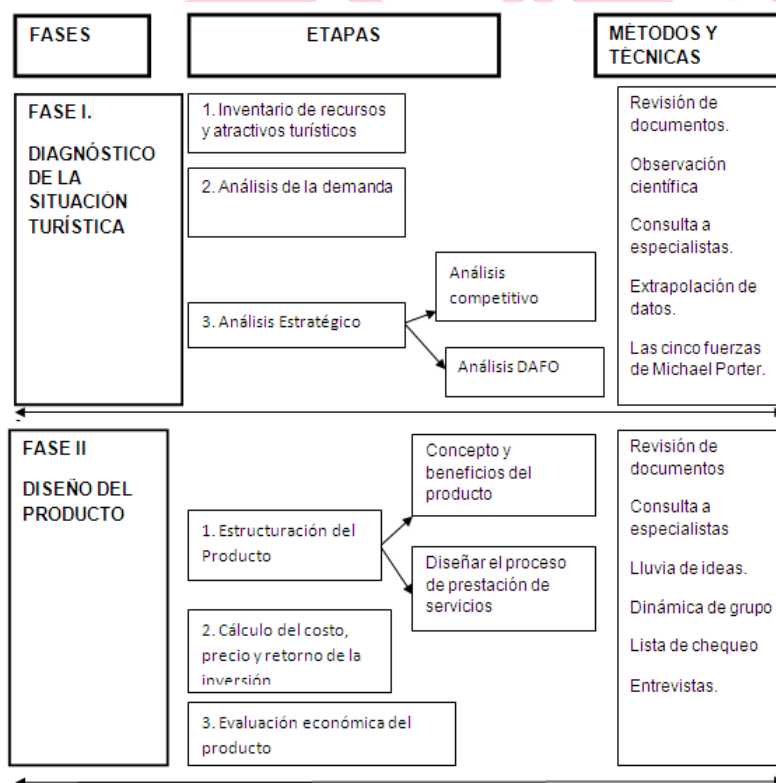 FASES
ETAPAS
MÉTODOS Y
TÉCNICAS
FASE I.
DIAGNÓSTICO
DE LA
SITUACIÓN
TURÍSTICA
1. Inventario de recursos
y atractivos turísticos
2. Análisis de la demanda
3. Análisis Estratégico
Análisis
competitivo
Análisis DAFO
Revisión de
documentos.
Observación
científica
Consulta a
especialistas.
Extrapolación de
datos.
Las cinco fuerzas
de Michael Porter.
FASE II
DISEÑO DEL
PRODUCTO
1. Estructuración del
Producto
Concepto y
beneficios del
producto
Diseñar el proceso
de prestación de
servicios
2. Cálculo del costo,
precio y retorno de la
inversión
3. Evaluación económica del
producto
Revisión de
documentos
Consulta a
especialistas
Lluvia de ideas.
Dinámica de grupo
Lista de chequeo
Entrevistas.